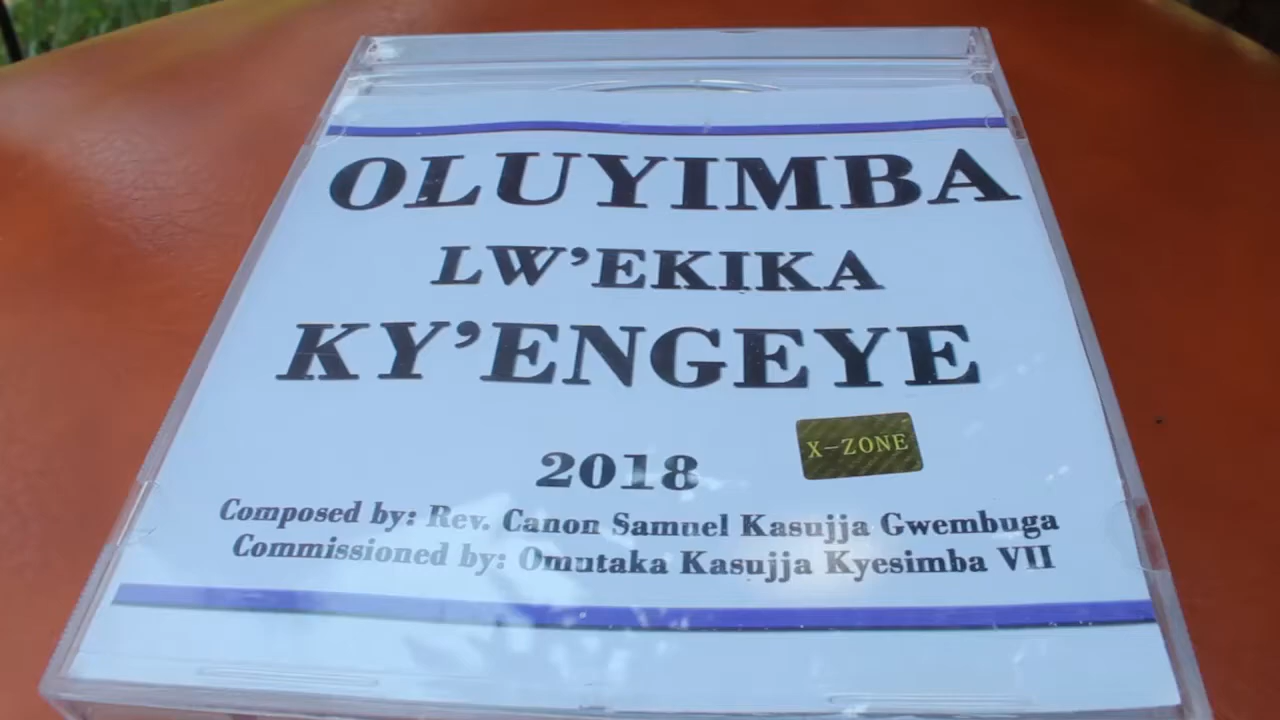 OLUYIMBA
LW'EKIKA
KY'ENGEYE
X-ZONE
2018
Composed by: Rev. Canon Samuel Kasujja Gwembuga
Commissioned by: Omutaka Kasujja Kyesimba VII